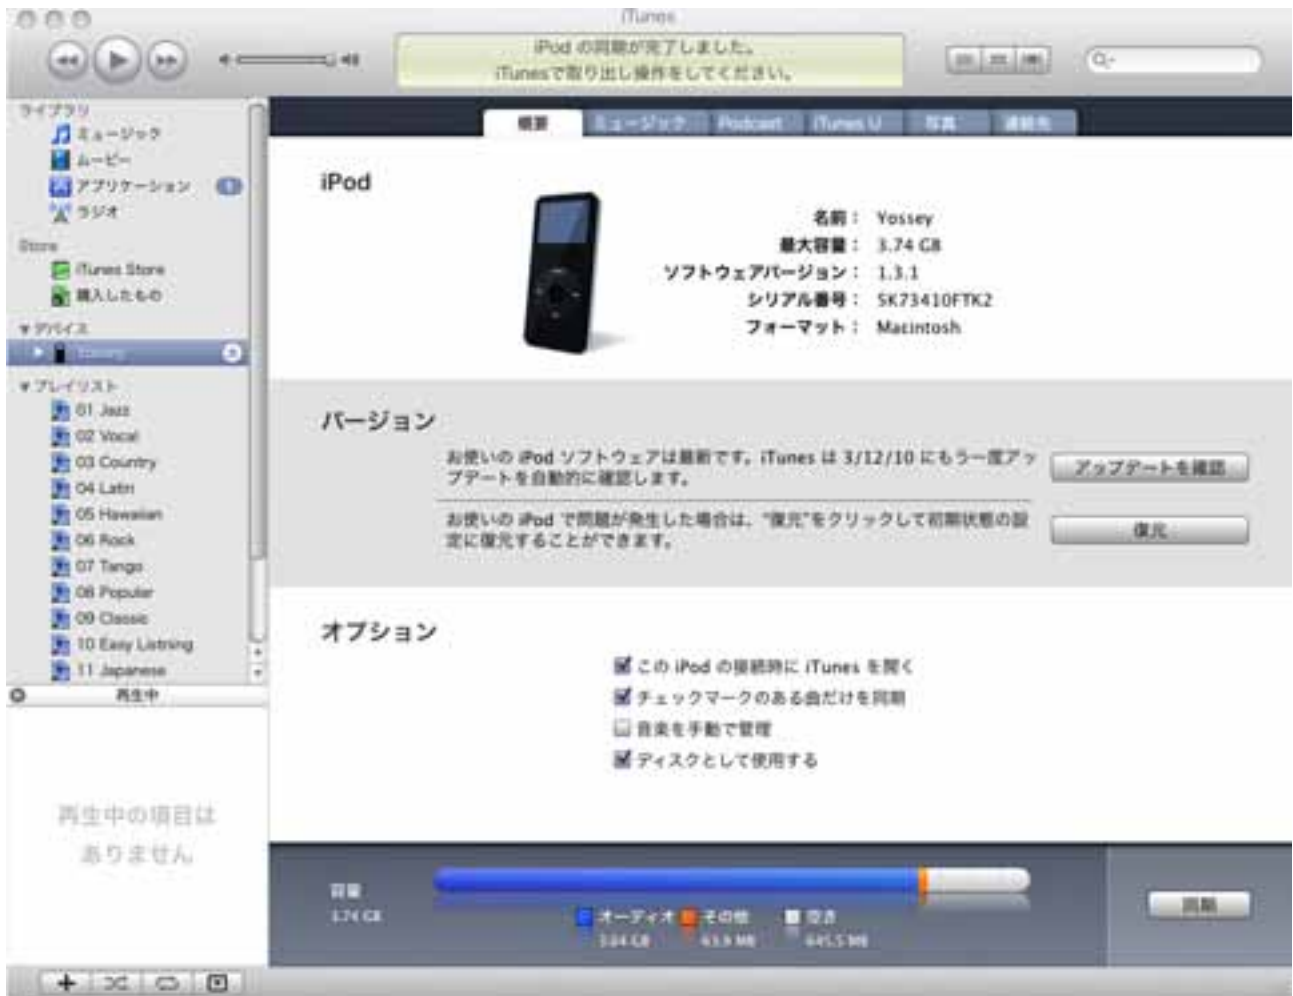 iTunes
iPod の同期が完了しました。
iTunesで取り出し操作をしてください。
ライブラリ
ミュージック
ムービー
アプリケーション
ラジオ
Store
iTunes Store
購入したもの
デバイス
Yossey
プレイリスト
01 Jazz
02 Vocal
03 Country
04 Latin
05 Hawaiian
06 Rock
07 Tango
08 Popular
09 Classic
10 Easy Listning
11 Japanese
再生中
再生中の項目は
ありません
概要 ミュージック Podcast iTunes U 写真 連絡先
iPod
名前： Yossey
最大容量： 3.74 GB
ソフトウェアバージョン： 1.3.1
シリアル番号： 5K73410FTK2
フォーマット： Macintosh
バージョン
お使いの iPod ソフトウェアは最新です。iTunes は 3/12/10 にもう一度アッ
プデートを自動的に確認します。
アップデートを確認
お使いの iPod で問題が発生した場合は、“復元”をクリックして初期状態の設
定に復元することができます。
復元
オプション
この iPod の接続時に iTunes を開く
チェックマークのある曲だけを同期
音楽を手動で管理
ディスクとして使用する
容量
3.74 GB
オーディオ その他 空き
3.04 GB 63.9 MB 645.5 MB
同期